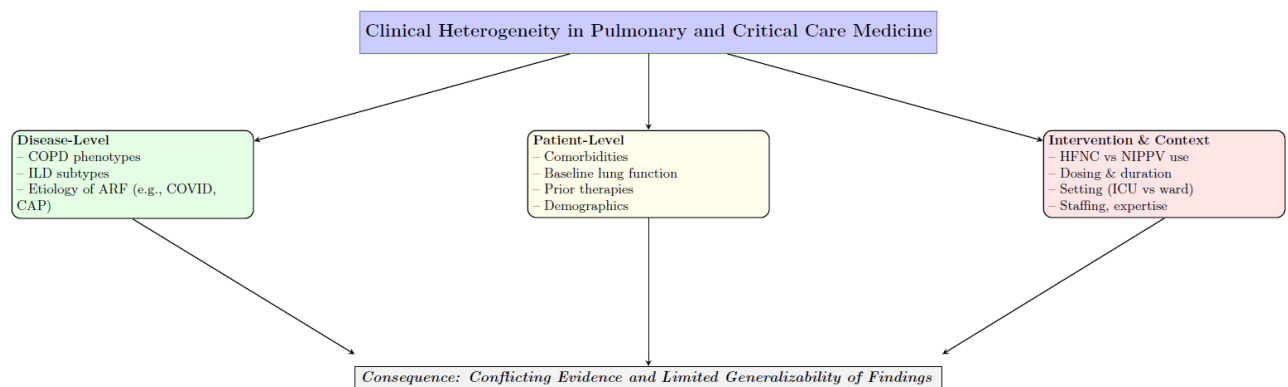 Clinical Heterogeneity in Pulmonary and Critical Care Medicine
Disease-Level
– COPD phenotypes
– ILD subtypes
– Etiology of ARF (e.g., COVID,
CAP)
Patient-Level
– Comorbidities
– Baseline lung function
– Prior therapies
– Demographics
Intervention & Context
– HFNC vs NIPPV use
– Dosing & duration
– Setting (ICU vs ward)
– Staffing, expertise
Consequence: Conflicting Evidence and Limited Generalizability of Findings